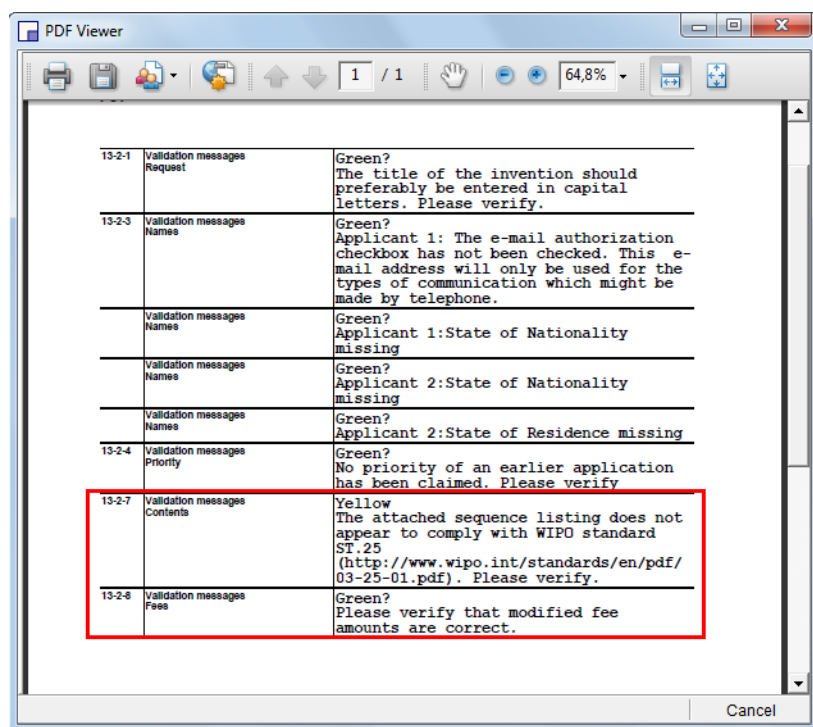 PDF Viewer
1 / 1
64,8%
13-2-1 Validation messages
Request
Green?
The title of the invention should
preferably be entered in capital
letters. Please verify.
13-2-3 Validation messages
Names
Green?
Applicant 1: The e-mail authorization
checkbox has not been checked. This e-
mail address will only be used for the
types of communication which might be
made by telephone.
Validation messages
Names
Green?
Applicant 1:State of Nationality
missing
Validation messages
Names
Green?
Applicant 2:State of Nationality
missing
Validation messages
Names
Green?
Applicant 2:State of Residence missing
13-2-4 Validation messages
Priority
Green?
No priority of an earlier application
has been claimed. Please verify
13-2-7 Validation messages
Contents
Yellow
The attached sequence listing does not
appear to comply with WIPO standard
ST.25
(http://www.wipo.int/standards/en/pdf/
03-25-01.pdf). Please verify.
13-2-8 Validation messages
Fees
Green?
Please verify that modified fee
amounts are correct.
Cancel